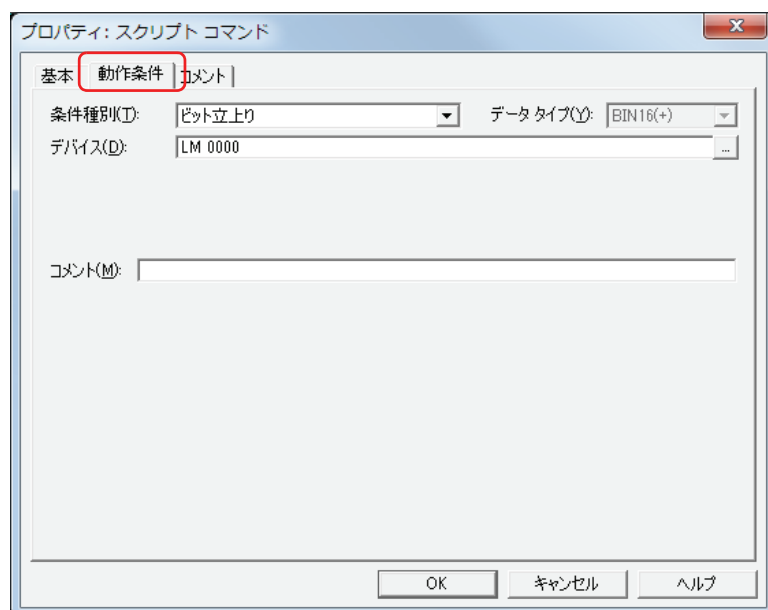 プロパティ: スクリプト コマンド
基本 動作条件 コメント
条件種別(T): ビット立上り データ タイプ(Y): BIN16(+)
デバイス(D): LM 0000 ...
コメント(M):
OK キャンセル ヘルプ